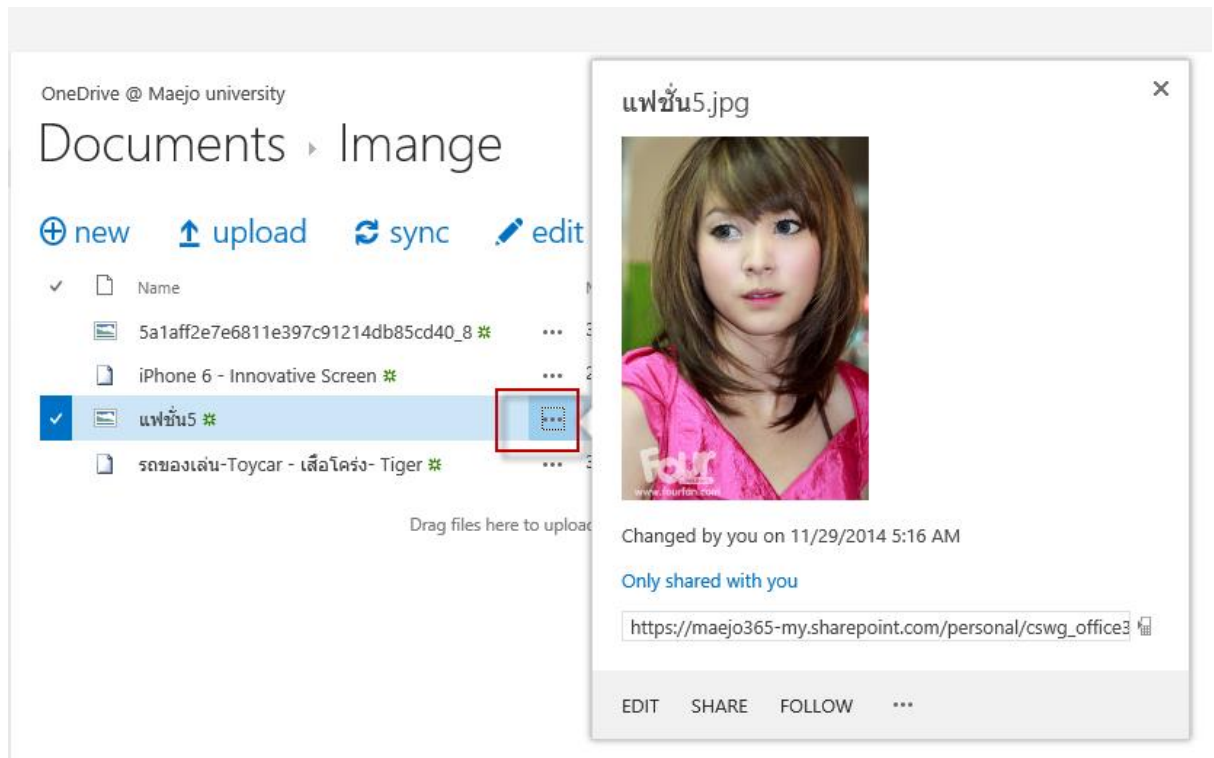 OneDrive @ Maejo university
Documents ▸ Imange
new upload sync edit
Name
5a1aff2e7e6811e397c91214db85cd40_8 ...
iPhone 6 - Innovative Screen ...
แฟชั่น5 ...
รถของเล่น-Toycar - เสือโคร่ง- Tiger ...
Drag files here to upload
แฟชั่น5.jpg
Four
www.fourfan.com
Changed by you on 11/29/2014 5:16 AM
Only shared with you
https://maejo365-my.sharepoint.com/personal/cswg_office3
EDIT SHARE FOLLOW ...